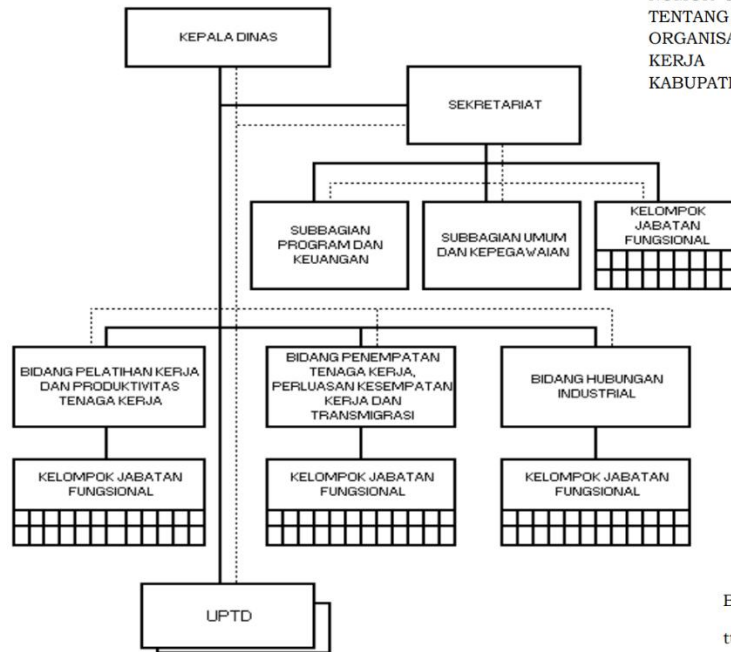 TENTANG
KERJA
KEPALA DINAS
SEKRETARIAT
SUBBAGIAN
PROGRAM DAN
KEUANGAN
SUBBAGIAN UMUM
DAN KEPEGAWAIAN
KELOMPOK
JABATAN
FUNGSIONAL
BIDANG PELATIHAN KERJA
DAN PRODUKTIVITAS
TENAGA KERJA
BIDANG PENEMPATAN
TENAGA KERJA,
PERLUASAN KESEMPATAN
KERJA DAN
TRANSMIGRASI
BIDANG HUBUNGAN
INDUSTRIAL
KELOMPOK JABATAN
FUNGSIONAL
KELOMPOK JABATAN
FUNGSIONAL
KELOMPOK JABATAN
FUNGSIONAL
UPTD